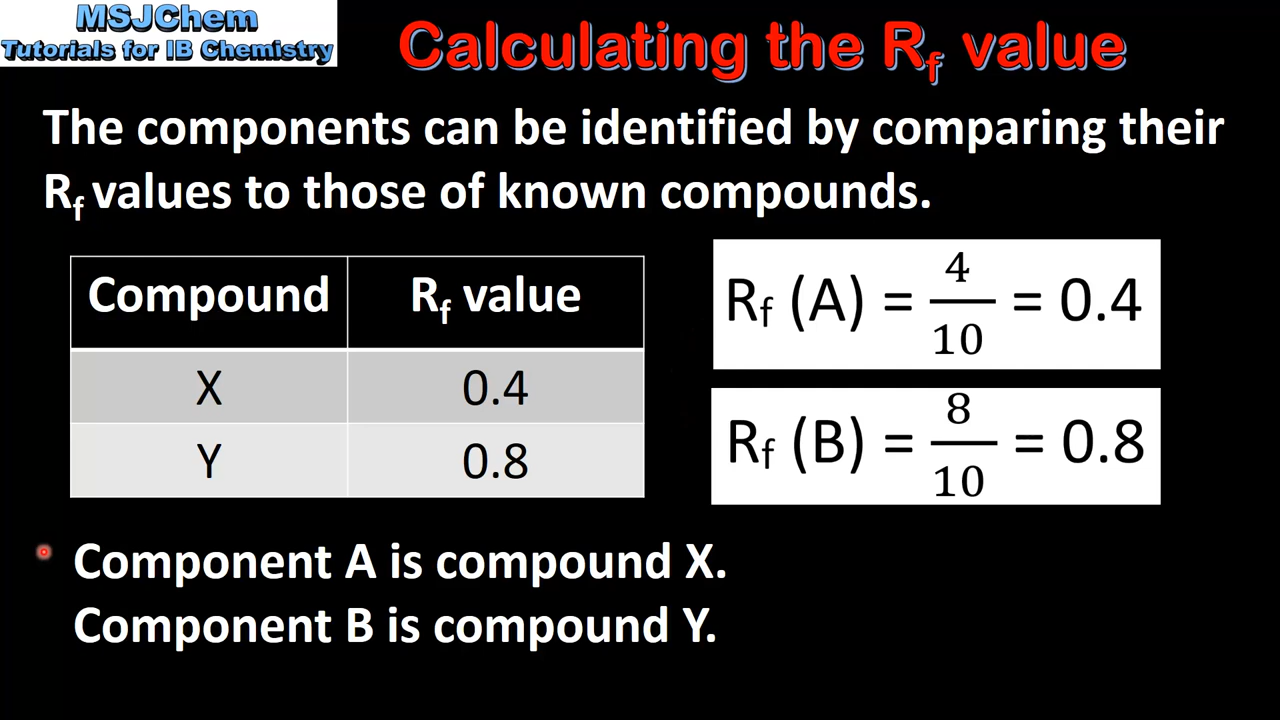 MSJChem
Tutorials for IB Chemistry
Calculating the Rf value
The components can be identified by comparing their
Rf values to those of known compounds.
Compound Rf value
X 0.4
Y 0.8
Rf (A) = 4/10 = 0.4
Rf (B) = 8/10 = 0.8
Component A is compound X.
Component B is compound Y.